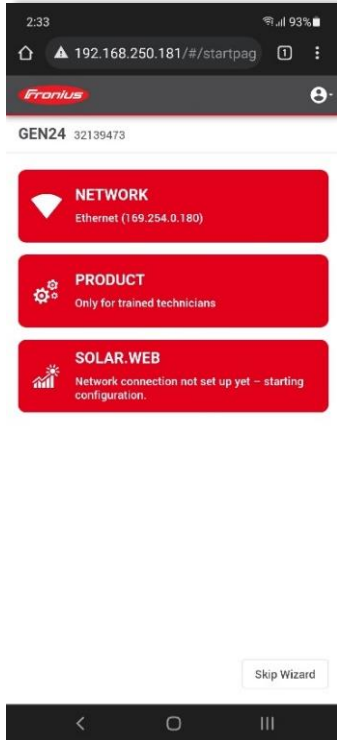 2:33
93%
192.168.250.181/#/startpag
1
Fronius
GEN24 32139473
NETWORK
Ethernet (169.254.0.180)
PRODUCT
Only for trained technicians
SOLAR.WEB
Network connection not set up yet – starting
configuration.
Skip Wizard